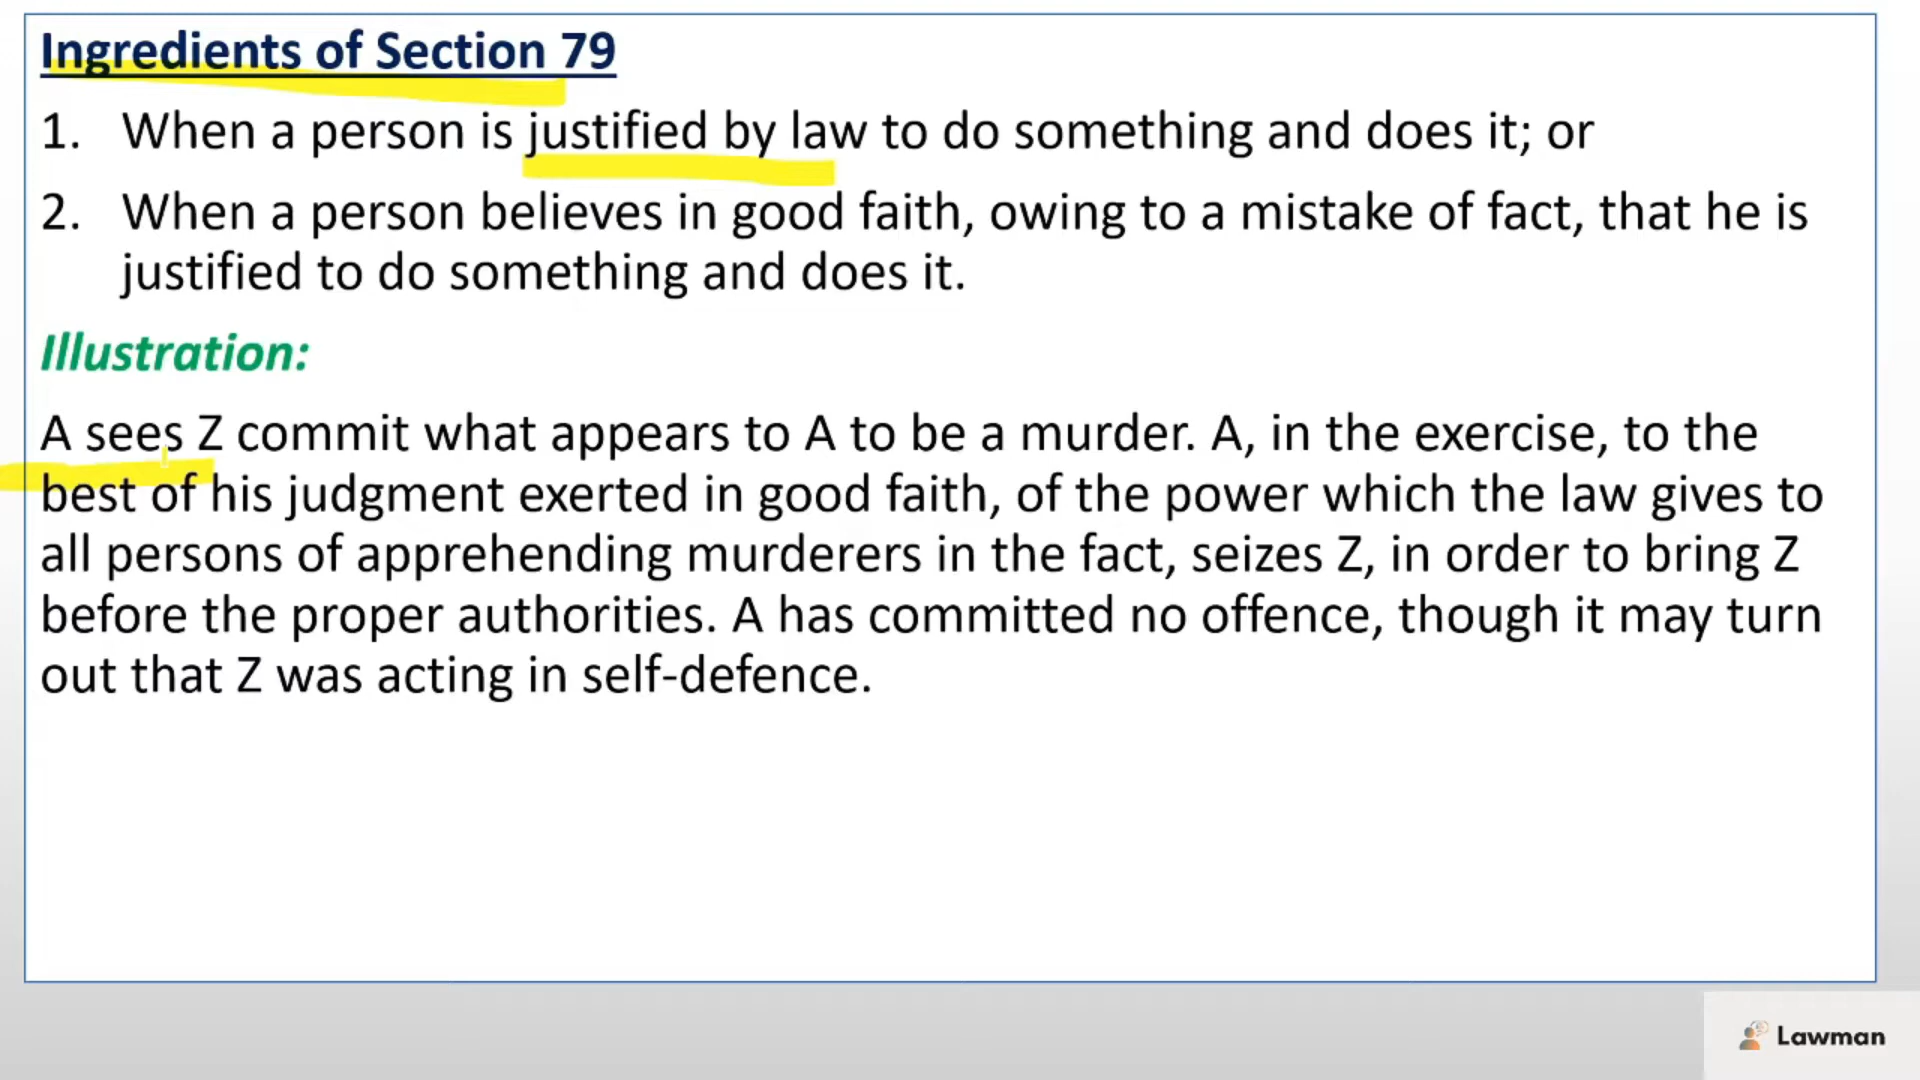 Ingredients of Section 79
1. When a person is justified by law to do something and does it; or
2. When a person believes in good faith, owing to a mistake of fact, that he is
justified to do something and does it.
Illustration:
A sees Z commit what appears to A to be a murder. A, in the exercise, to the
best of his judgment exerted in good faith, of the power which the law gives to
all persons of apprehending murderers in the fact, seizes Z, in order to bring Z
before the proper authorities. A has committed no offence, though it may turn
out that Z was acting in self-defence.
Lawman